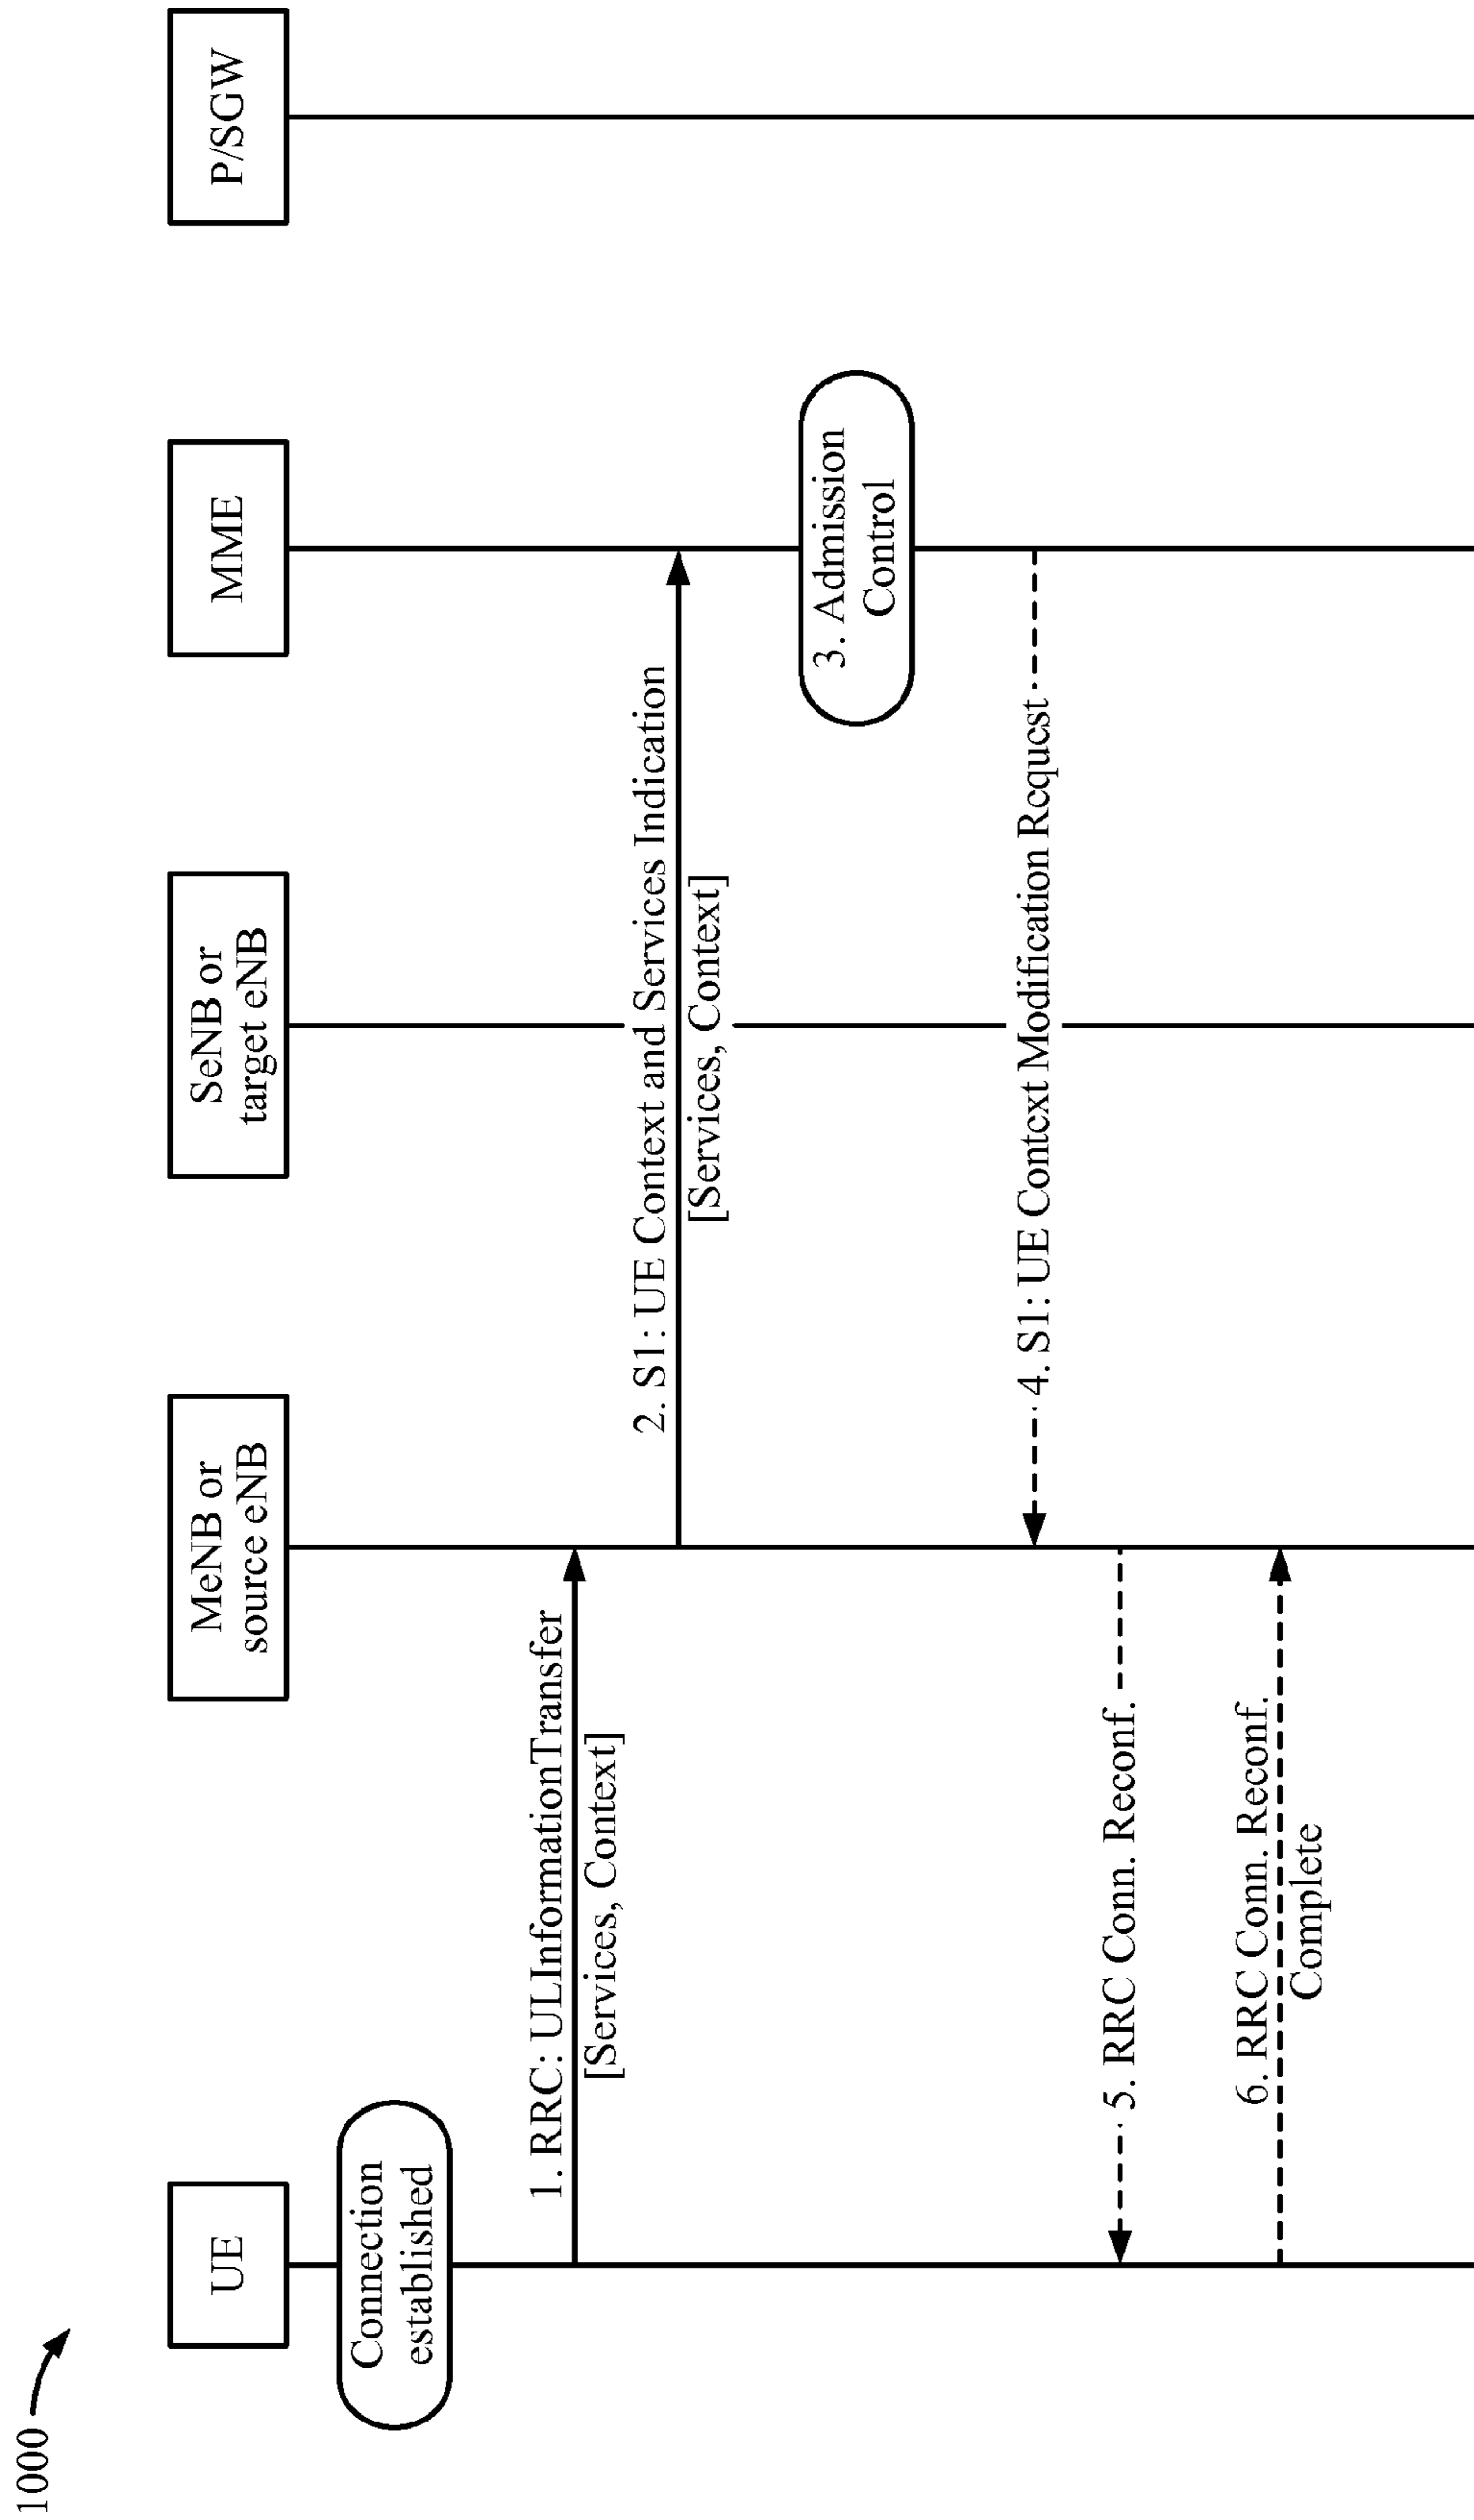 1000
UE
MeNB or
source eNB
SeNB or
target eNB
MME
P/SGW
Connection
established
1. RRC: ULInformationTransfer
[Services, Context]
2. S1: UE Context and Services Indication
[Services, Context]
3. Admission
Control
4. S1: UE Context Modification Request
5. RRC Conn. Reconf.
6. RRC Conn. Reconf.
Complete